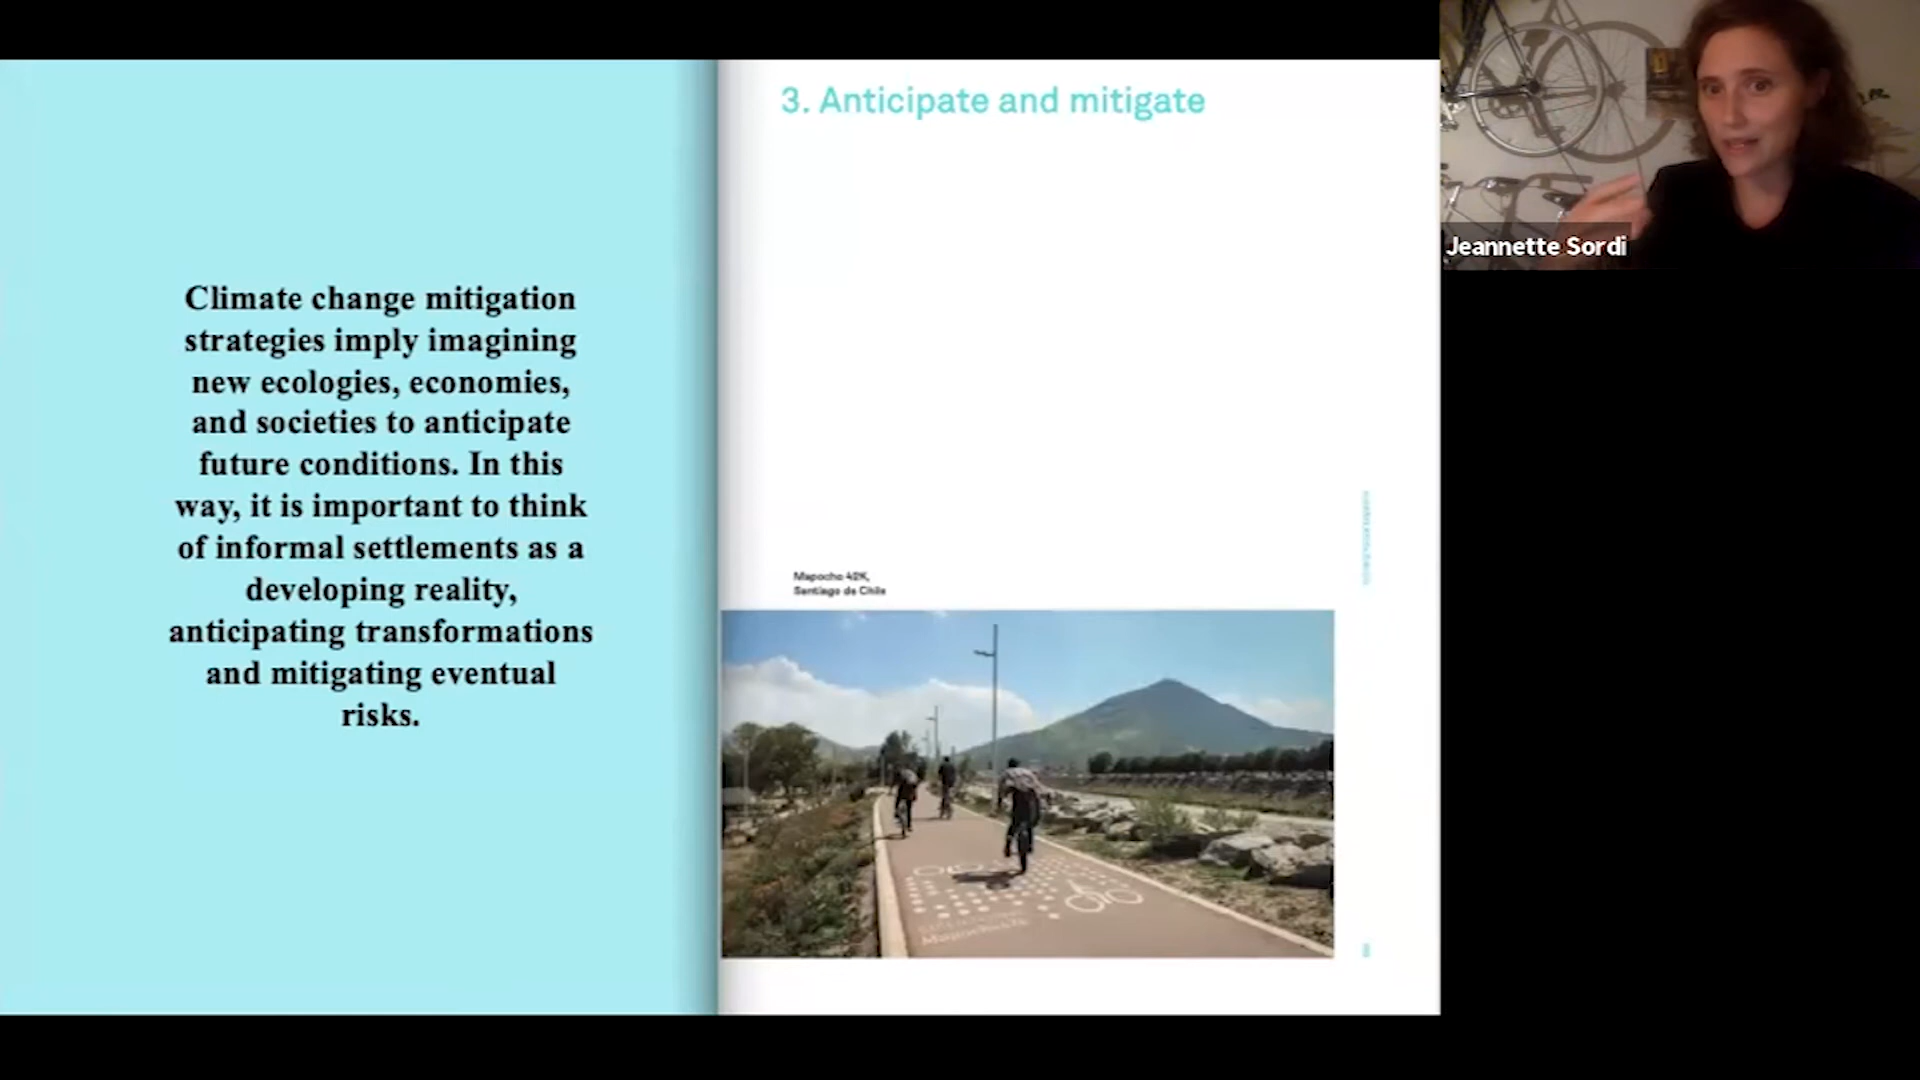 Climate change mitigation
strategies imply imagining
new ecologies, economies,
and societies to anticipate
future conditions. In this
way, it is important to think
of informal settlements as a
developing reality,
anticipating transformations
and mitigating eventual
risks.
3. Anticipate and mitigate
Mapocho 42K,
Santiago de Chile
Jeannette Sordi